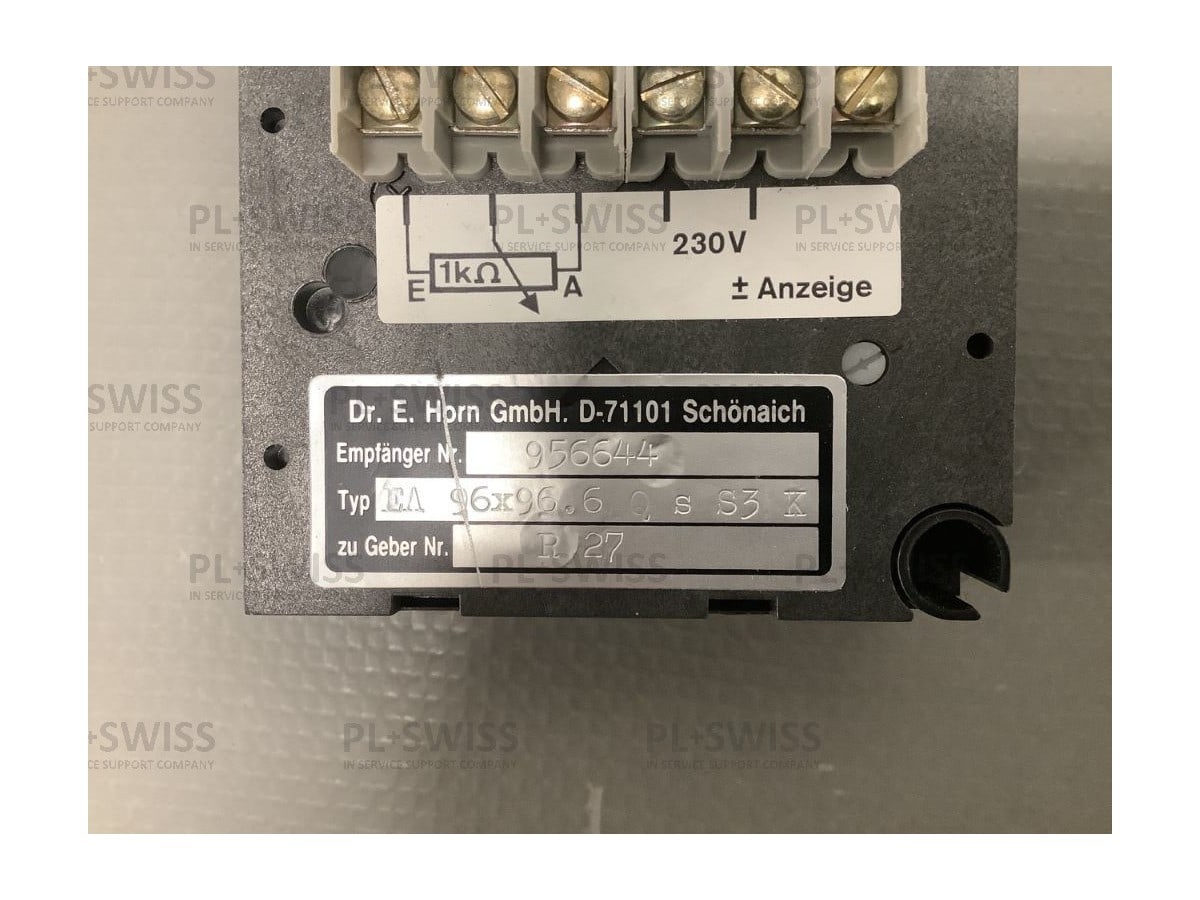 1kΩ
E
A
230V
± Anzeige
Dr. E. Horn GmbH. D-71101 Schönaich
Empfänger Nr. 956644
Typ EA 96x96.6 Q s S3 K
zu Geber Nr. R 27
PL+SWISS
IN SERVICE SUPPORT COMPANY